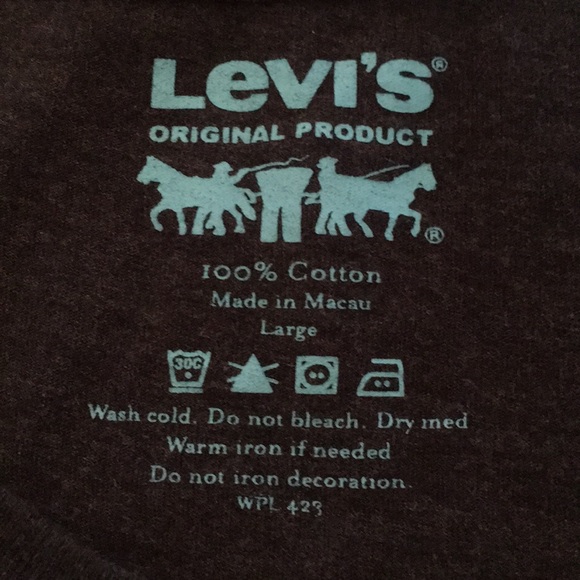 Levi's®
ORIGINAL PRODUCT
®
100% Cotton
Made in Macau
Large
30C
Wash cold. Do not bleach. Dry med
Warm iron if needed
Do not iron decoration.
WPL 423